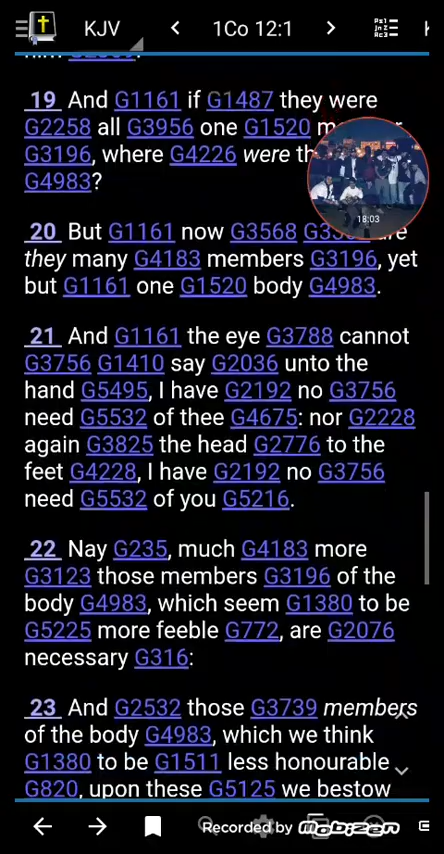 KJV 1Co 12:1
19 And G1161 if G1487 they were
G2258 all G3956 one G1520
G3196, where G4226 were
G4983?
18:03
20 But G1161 now G3568
they many G4183 members G3196, yet
but G1161 one G1520 body G4983.
21 And G1161 the eye G3788 cannot
G3756 G1410 say G2036 unto the
hand G5495, I have G2192 no G3756
need G5532 of thee G4675: nor G2228
again G3825 the head G2776 to the
feet G4228, I have G2192 no G3756
need G5532 of you G5216.
22 Nay G235, much G4183 more
G3123 those members G3196 of the
body G4983, which seem G1380 to be
G5225 more feeble G772, are G2076
necessary G316:
23 And G2532 those G3739 members
of the body G4983, which we think
G1380 to be G1511 less honourable
G820, upon these G5125 we bestow
Recorded by Mobizen